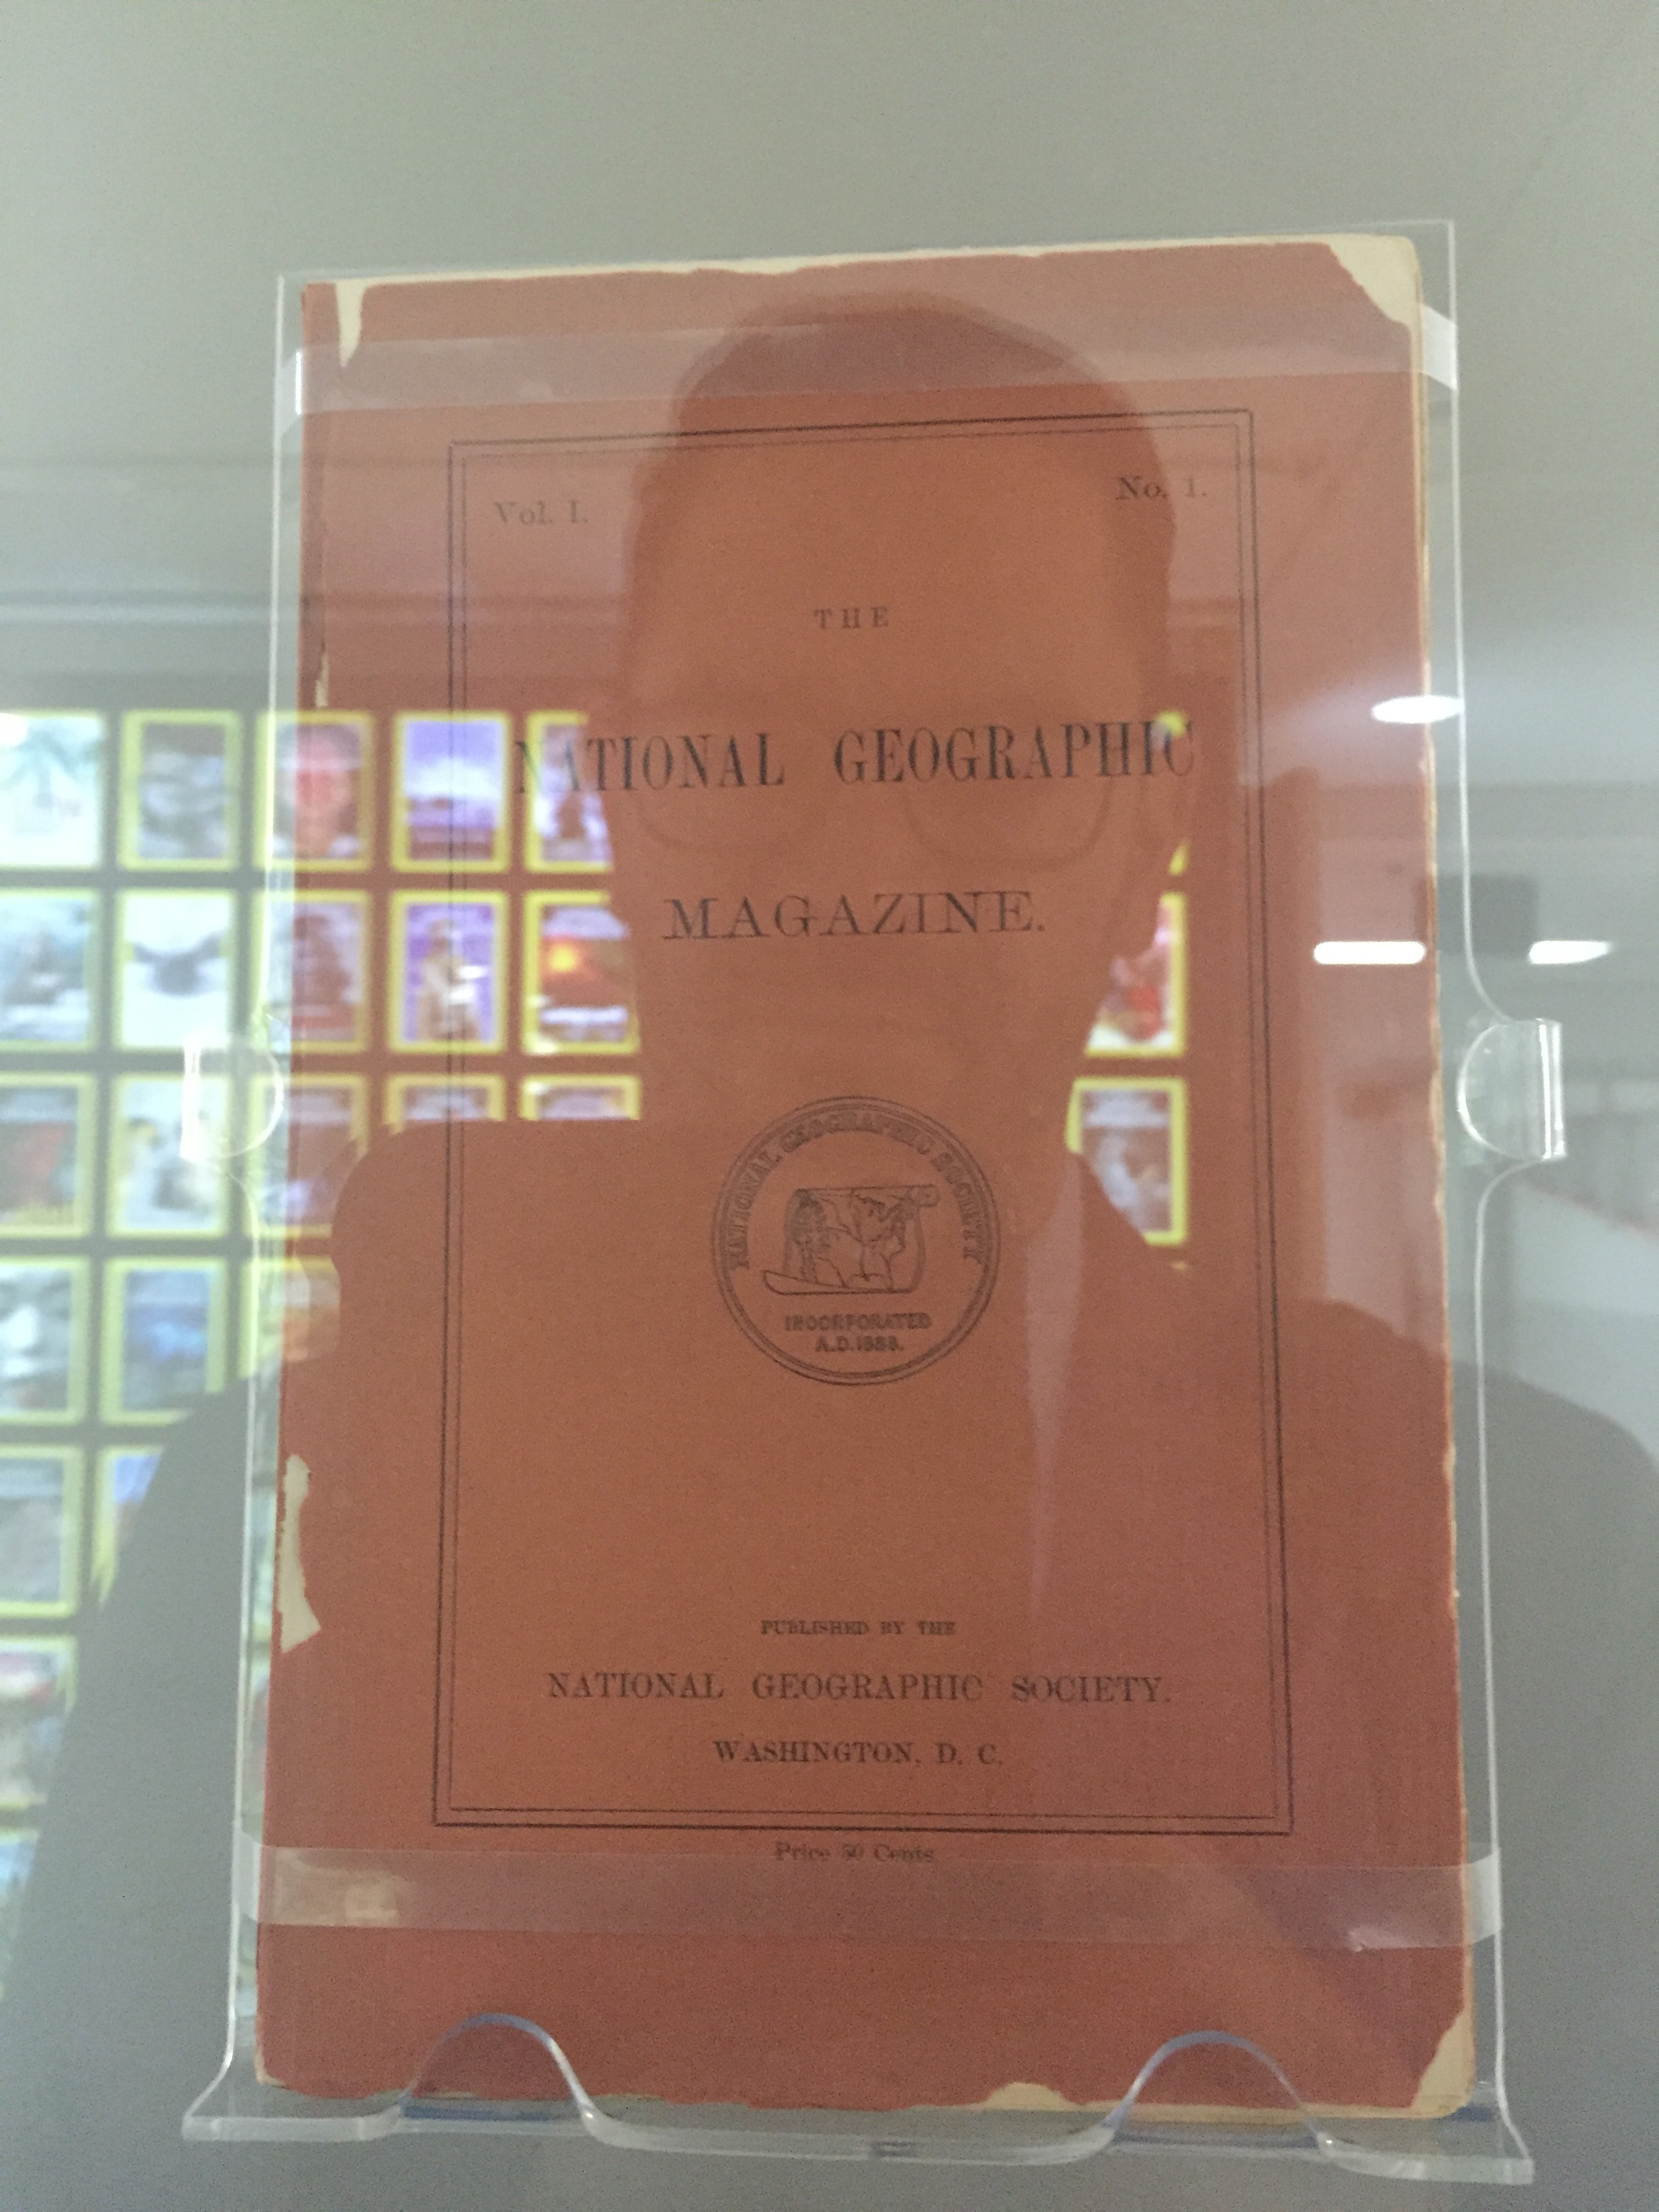 Vol. I.
No. 1.
THE
NATIONAL GEOGRAPHIC
MAGAZINE.
NATIONAL GEOGRAPHIC SOCIETY
INCORPORATED
A.D. 1888.
PUBLISHED BY THE
NATIONAL GEOGRAPHIC SOCIETY.
WASHINGTON, D. C.
Price 50 Cents